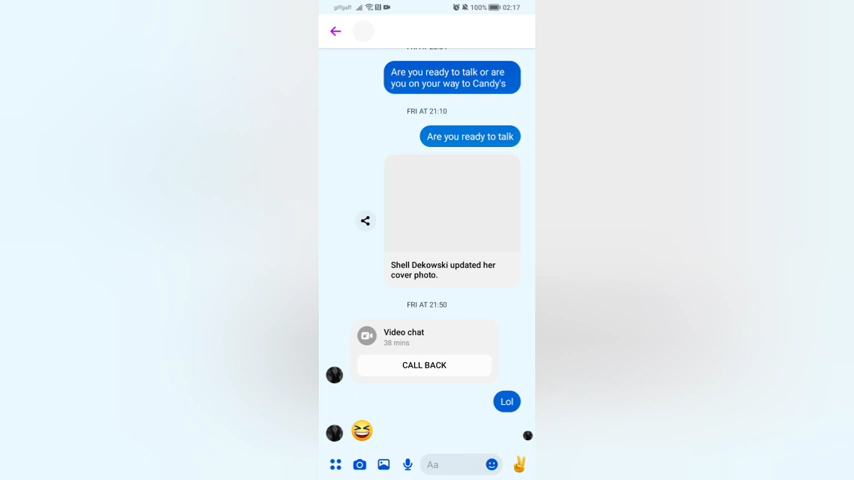 giffgaff 100% 02:17
Are you ready to talk or are
you on your way to Candy's
FRI AT 21:10
Are you ready to talk
Shell Dekowski updated her
cover photo.
FRI AT 21:50
Video chat
38 mins
CALL BACK
Lol
Aa